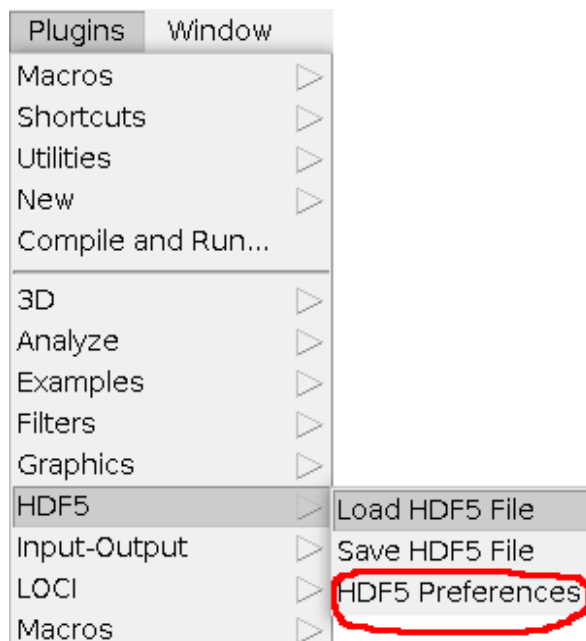 Plugins Window
Macros
Shortcuts
Utilities
New
Compile and Run...
3D
Analyze
Examples
Filters
Graphics
HDF5
Load HDF5 File
Input-Output
Save HDF5 File
LOCI
HDF5 Preferences
Macros